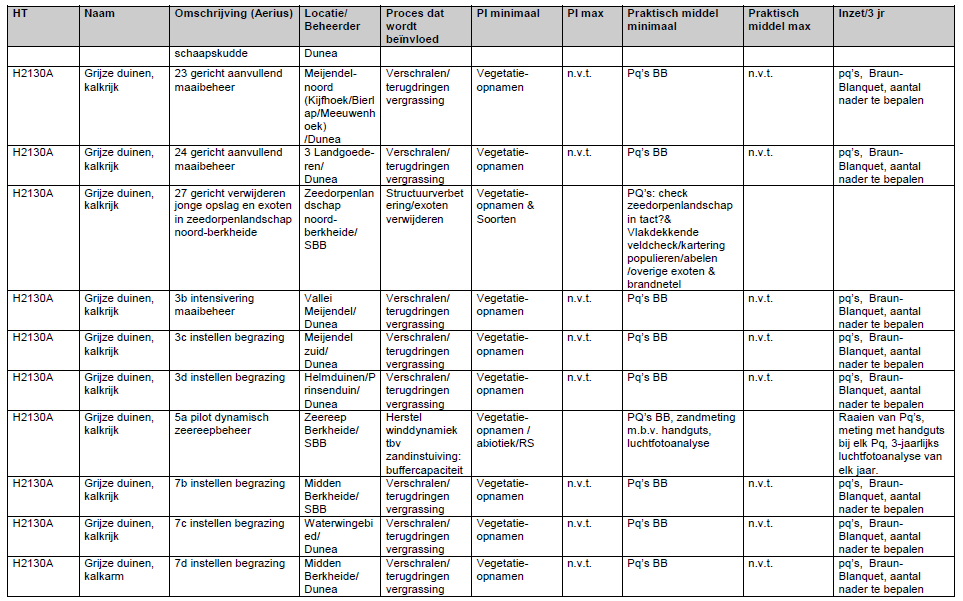 HT Naam Omschrijving (Aerius) Locatie/ Proces dat PI minimaal PI max Praktisch middel Praktisch Inzet/3 jr
Beheerder wordt minimaal middel max
beïnvloed
schaapskudde Dunea
H2130A Grijze duinen, 23 gericht aanvullend Meijendel- Verschralen/ Vegetatie- n.v.t. Pq's BB n.v.t. pq's, Braun-
kalkrijk maaibeheer noord terugdringen opnamen Blanquet, aantal
(Kijfhoek/Bierl vergrassing nader te bepalen
ap/Meeuwenh
oek)
/Dunea
H2130A Grijze duinen, 24 gericht aanvullend 3 Landgoede- Verschralen/ Vegetatie- n.v.t. Pq's BB n.v.t. pq's, Braun-
kalkrijk maaibeheer ren/ terugdringen opnamen Blanquet, aantal
Dunea vergrassing nader te bepalen
H2130A Grijze duinen, 27 gericht verwijderen Zeedorpenlan Structuurverbet Vegetatie- PQ's: check
kalkrijk jonge opslag en exoten dschap ering/exoten opnamen & zeedorpenlandschap
in zeedorpenlandschap noord- verwijderen Soorten in tact?&
noord-berkheide berkheide/ Vlakdekkende
SBB veldcheck/kartering
populieren/abelen
/overige exoten &
brandnetel
H2130A Grijze duinen, 3b intensivering Vallei Verschralen/ Vegetatie- n.v.t. Pq's BB n.v.t. pq's, Braun-
kalkrijk maaibeheer Meijendel/ terugdringen opnamen Blanquet, aantal
Dunea vergrassing nader te bepalen
H2130A Grijze duinen, 3c instellen begrazing Meijendel Verschralen/ Vegetatie- n.v.t. Pq's BB n.v.t. pq's, Braun-
kalkrijk zuid/ terugdringen opnamen Blanquet, aantal
Dunea vergrassing nader te bepalen
H2130A Grijze duinen, 3d instellen begrazing Helmduinen/P Verschralen/ Vegetatie- n.v.t. Pq's BB n.v.t. pq's, Braun-
kalkrijk rinsenduin/ terugdringen opnamen Blanquet, aantal
Dunea vergrassing nader te bepalen
H2130A Grijze duinen, 5a pilot dynamisch Zeereep Herstel Vegetatie- PQ's BB, zandmeting Raaien van Pq's,
kalkrijk zeereepbeheer Berkheide/ winddynamiek opnamen / m.b.v. handguts, meting met handguts
SBB tbv abiotiek/RS luchtfotoanalyse bij elk Pq, 3-jaarlijks
zandinstuiving: luchtfotoanalyse van
buffercapaciteit elk jaar.
H2130A Grijze duinen, 7b instellen begrazing Midden Verschralen/ Vegetatie- n.v.t. Pq's BB n.v.t. pq's, Braun-
kalkrijk Berkheide/ terugdringen opnamen Blanquet, aantal
SBB vergrassing nader te bepalen
H2130A Grijze duinen, 7c instellen begrazing Waterwingebi Verschralen/ Vegetatie- n.v.t. Pq's BB n.v.t. pq's, Braun-
kalkrijk ed/ terugdringen opnamen Blanquet, aantal
Dunea vergrassing nader te bepalen
H2130A Grijze duinen, 7d instellen begrazing Midden Verschralen/ Vegetatie- n.v.t. Pq's BB n.v.t. pq's, Braun-
kalkarm Berkheide/ terugdringen opnamen Blanquet, aantal
Dunea vergrassing nader te bepalen